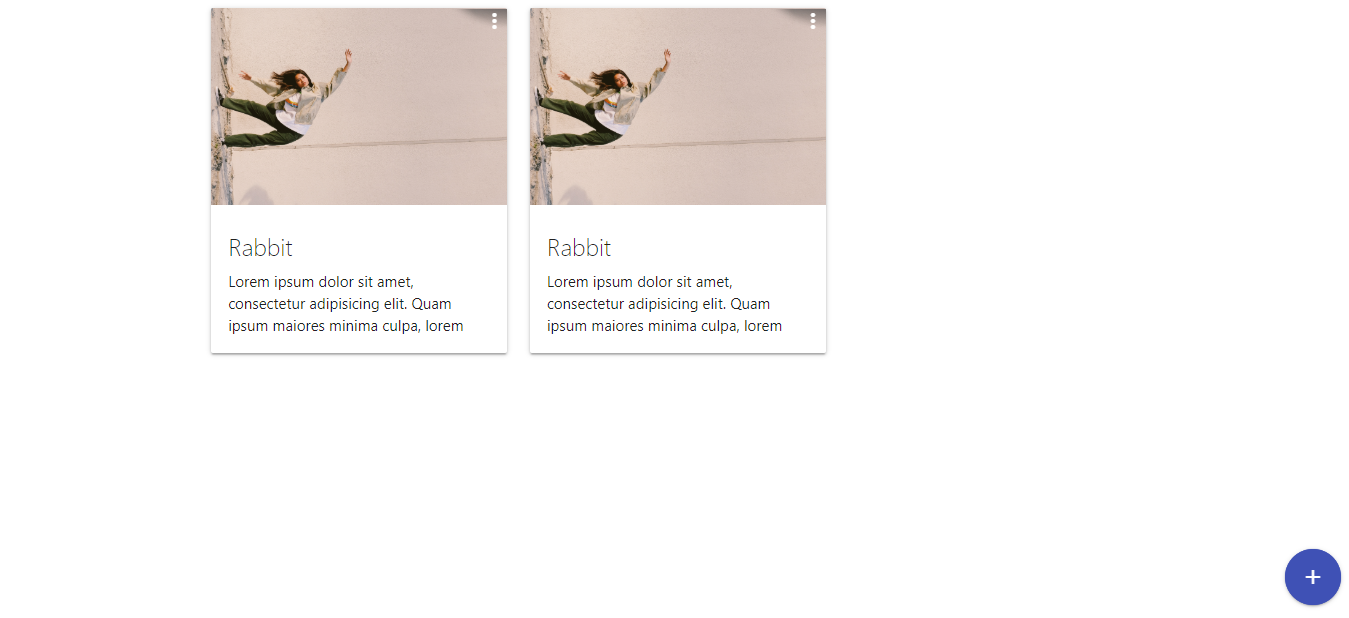 Rabbit
Lorem ipsum dolor sit amet,
consectetur adipisicing elit. Quam
ipsum maiores minima culpa, lorem
Rabbit
Lorem ipsum dolor sit amet,
consectetur adipisicing elit. Quam
ipsum maiores minima culpa, lorem
+